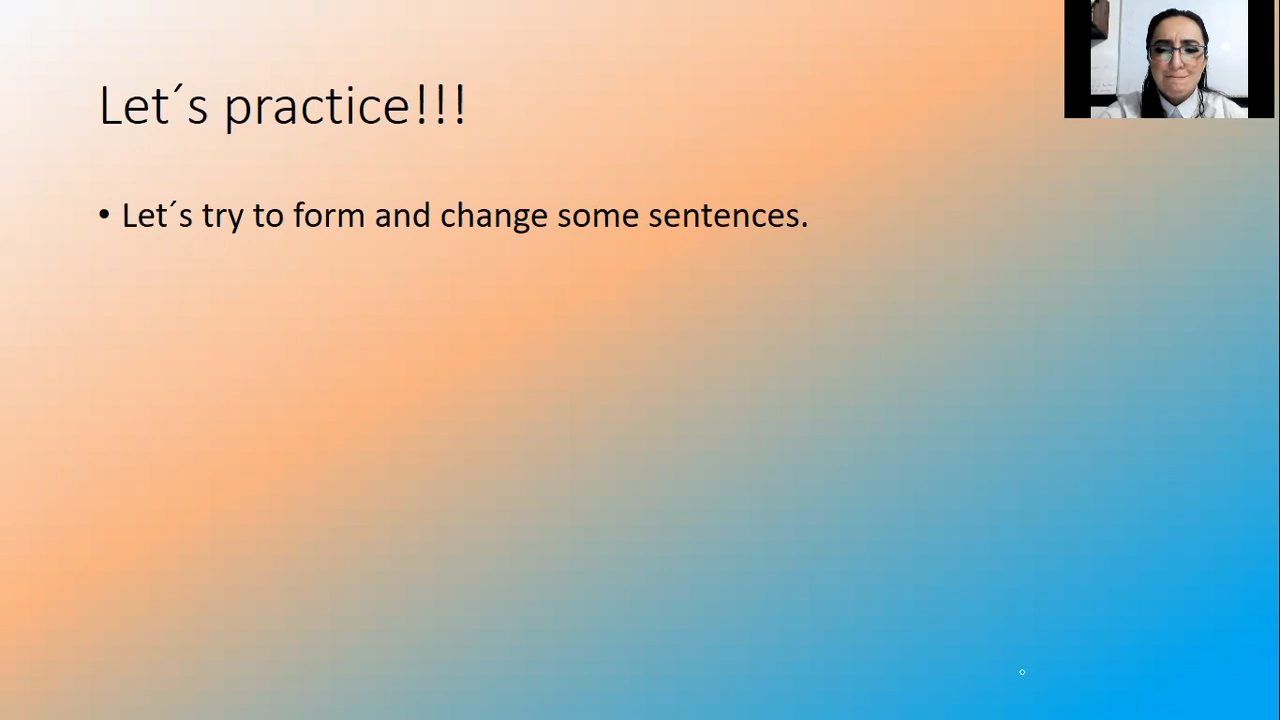 Let´s practice!!!
• Let´s try to form and change some sentences.